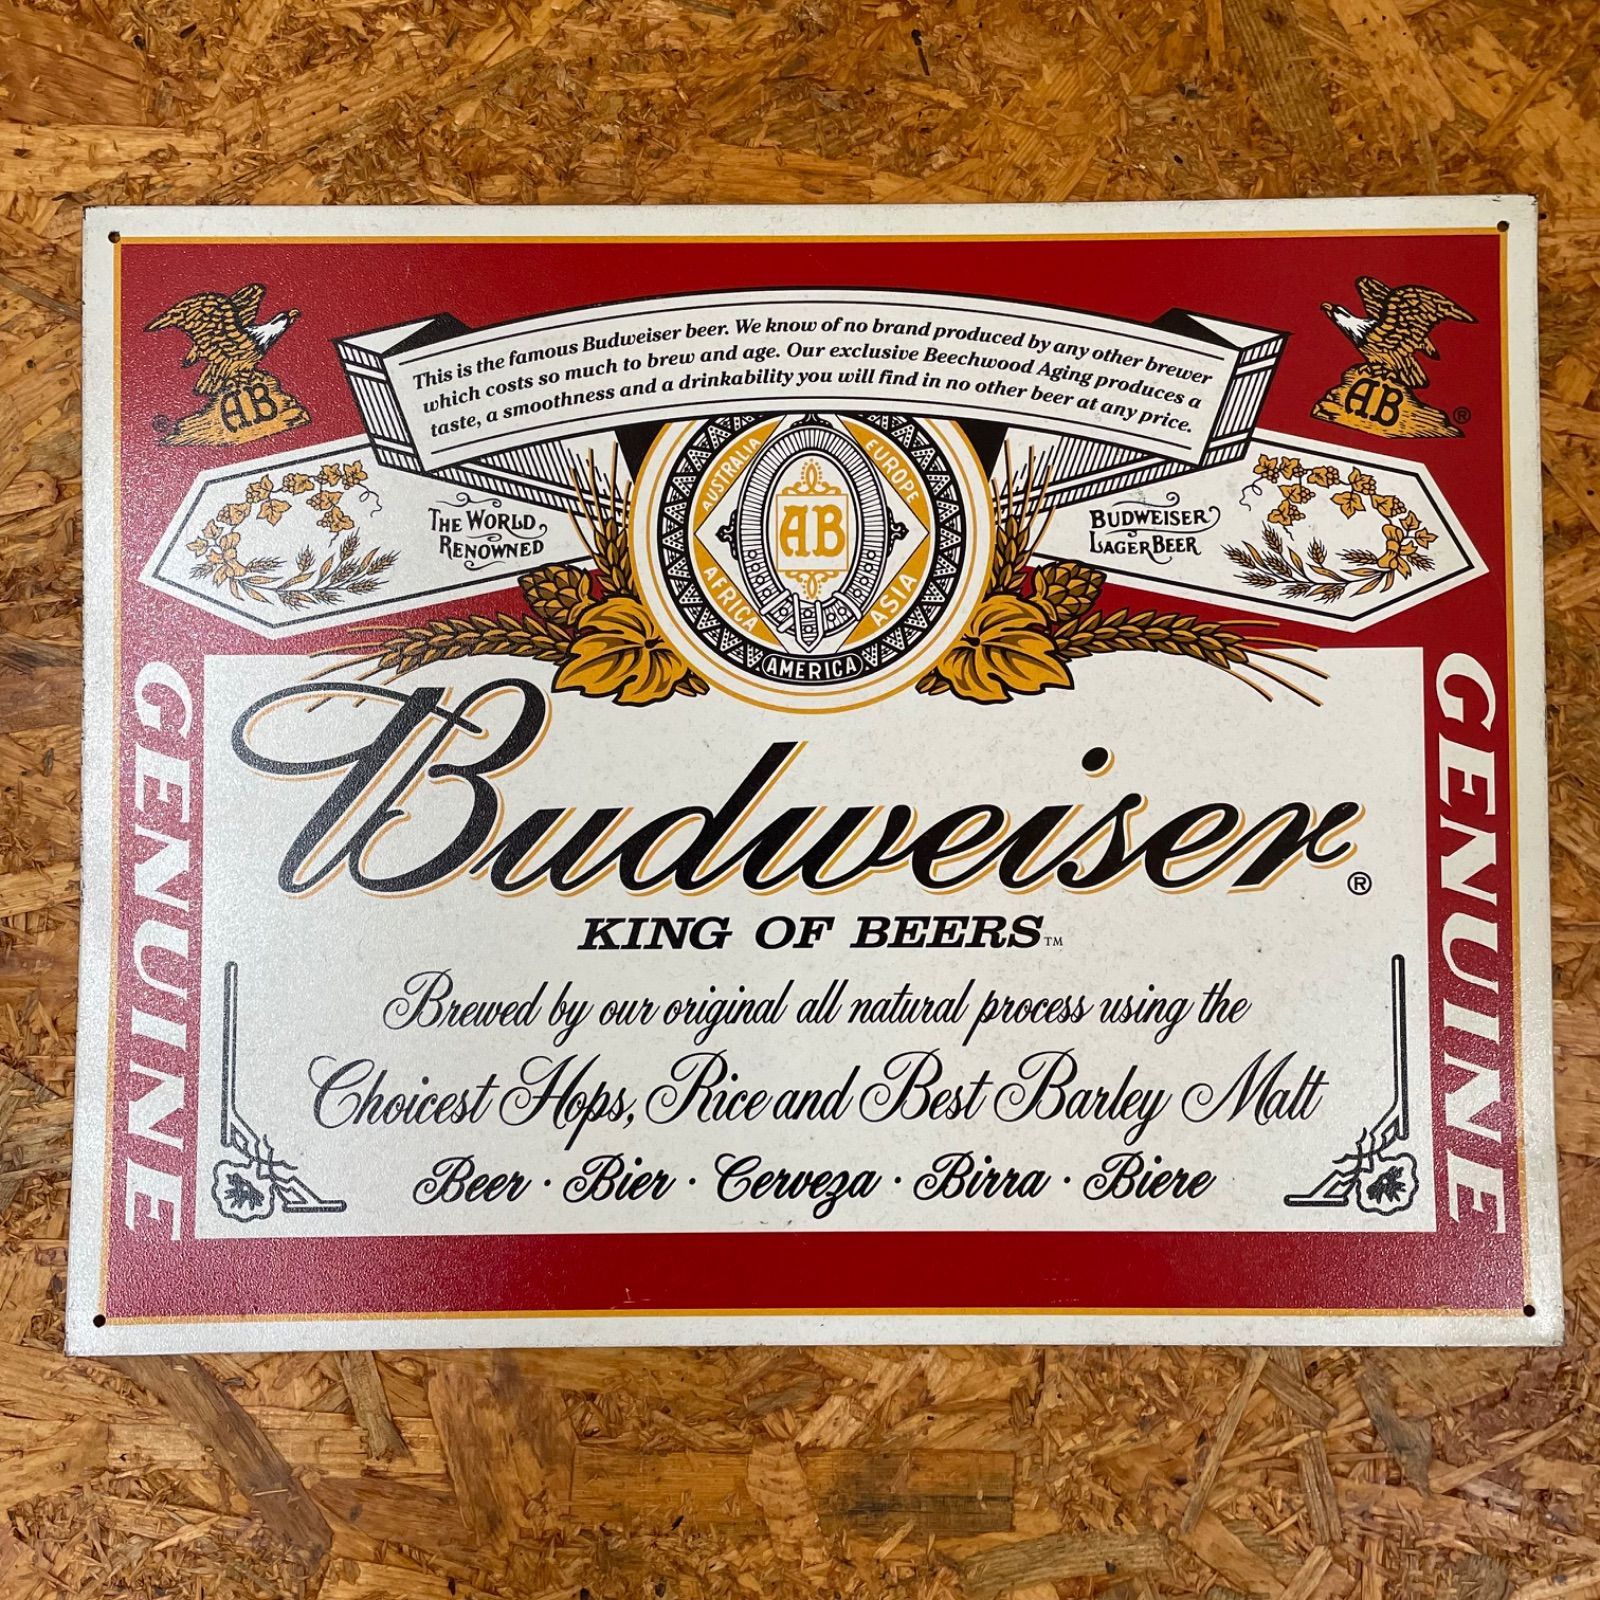 This is the famous Budweiser beer. We know of no brand produced by any other brewer
which costs so much to brew and age. Our exclusive Beechwood Aging produces a
taste, a smoothness and a drinkability you will find in no other beer at any price.
AB
®
AB
®
THE WORLD
RENOWNED
AUSTRALIA
EUROPE
AB
AFRICA
ASIA
AMERICA
BUDWEISER
LAGER BEER
GENUINE
GENUINE
Budweiser®
KING OF BEERS™
Brewed by our original all natural process using the
Choicest Hops, Rice and Best Barley Malt
Beer · Bier · Cerveza · Birra · Biere